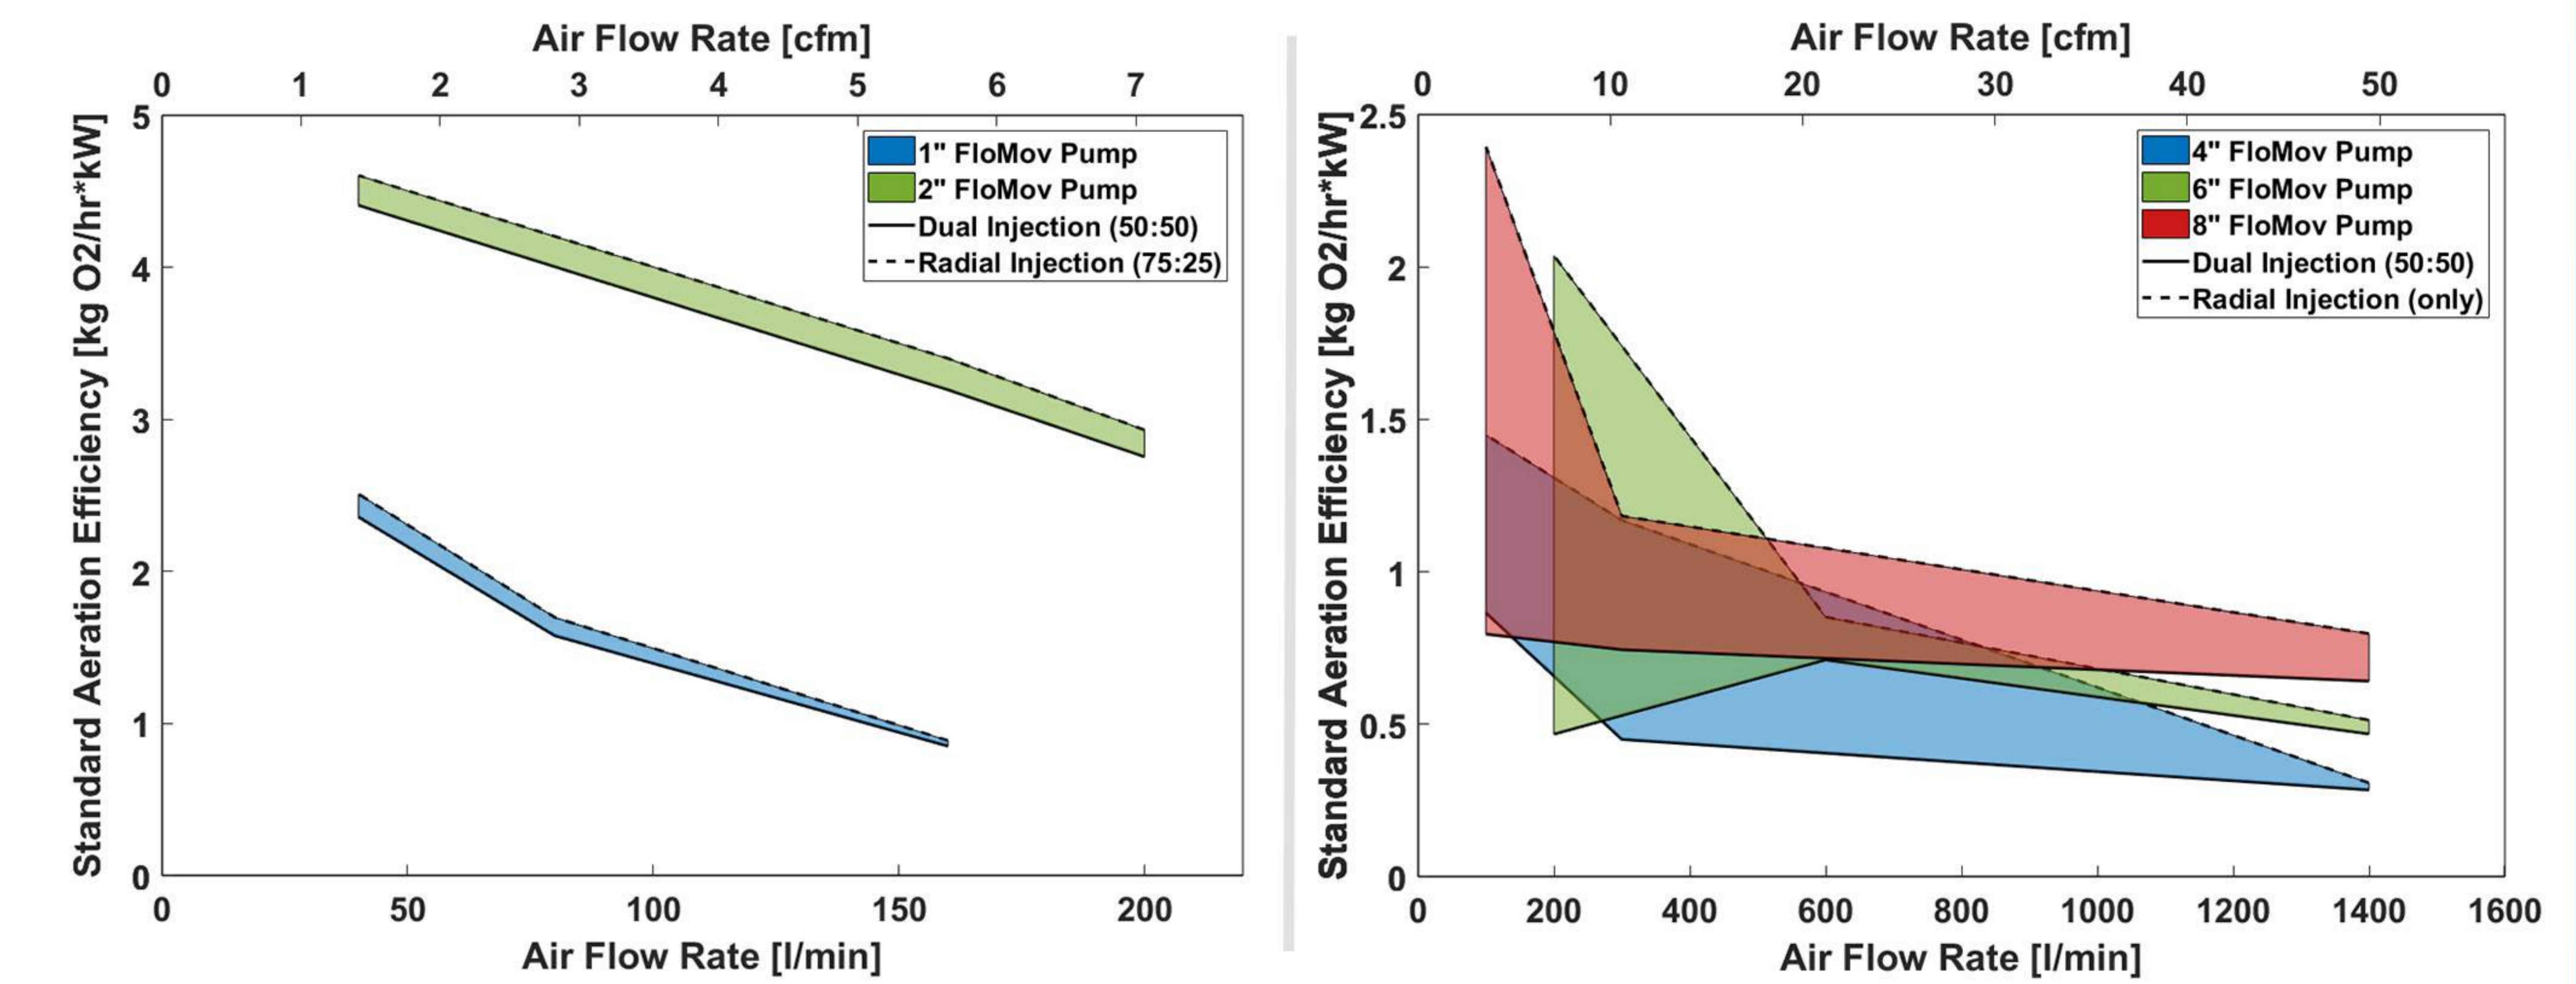 Air Flow Rate [cfm]
0 1 2 3 4 5 6 7
Standard Aeration Efficiency [kg O2/hr*kW]
5
4
3
2
1
0
1" FloMov Pump
2" FloMov Pump
Dual Injection (50:50)
Radial Injection (75:25)
0 50 100 150 200
Air Flow Rate [l/min]
Air Flow Rate [cfm]
0 10 20 30 40 50
Standard Aeration Efficiency [kg O2/hr*kW]
2.5
2
1.5
1
0.5
0
4" FloMov Pump
6" FloMov Pump
8" FloMov Pump
Dual Injection (50:50)
Radial Injection (only)
0 200 400 600 800 1000 1200 1400 1600
Air Flow Rate [l/min]